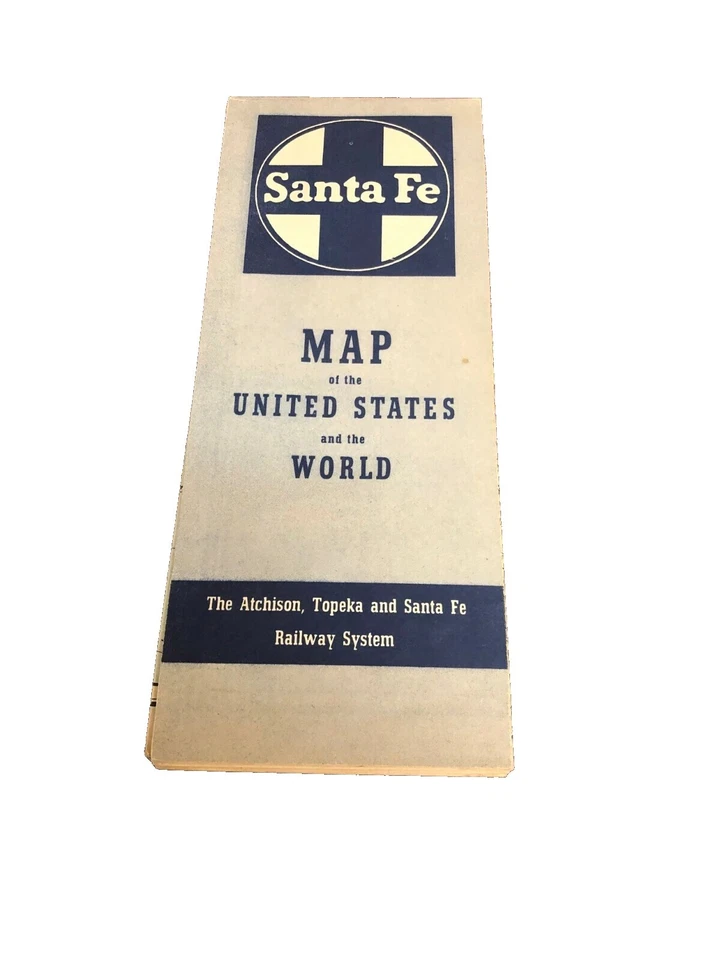 Santa Fe
MAP
of the
UNITED STATES
and the
WORLD
The Atchison, Topeka and Santa Fe
Railway System